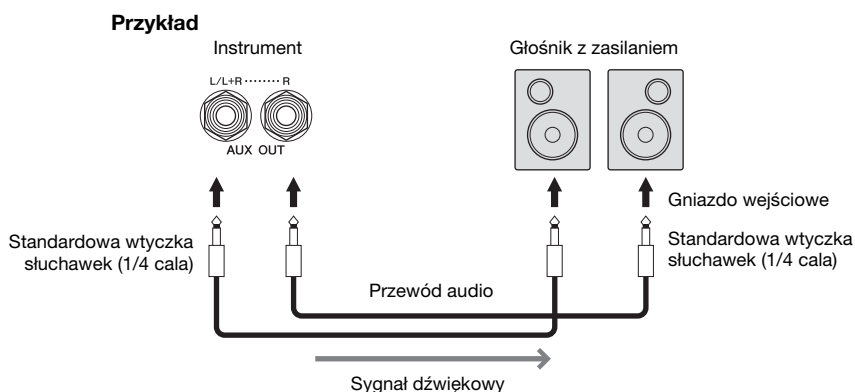 Przykład
Instrument
Głośnik z zasilaniem
L/L+R········R
AUX OUT
Gniazdo wejściowe
Standardowa wtyczka
słuchawek (1/4 cala)
Standardowa wtyczka
słuchawek (1/4 cala)
Przewód audio
Sygnał dźwiękowy